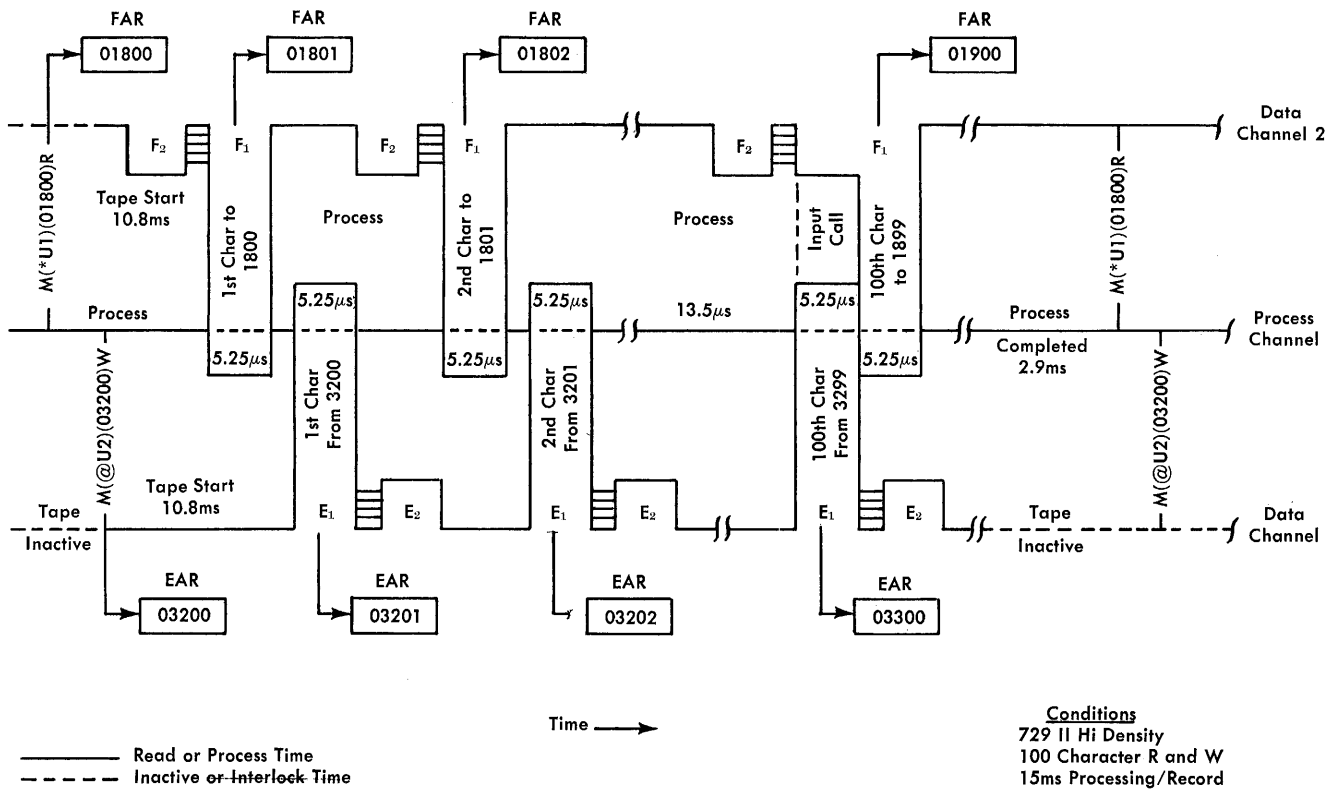 FAR
01800
FAR
01801
FAR
01802
FAR
01900
Data
Channel 2
F2
F1
F2
F1
F2
F1
M(*U1)(01800)R
Tape Start
10.8ms
1st Char to
1800
Process
2nd Char to
1801
Process
Input
Call
100th Char
to 1899
M(*U1)(01800)R
Process
5.25μs
5.25μs
13.5μs
5.25μs
Process
Process
Channel
5.25μs
5.25μs
5.25μs
Completed
2.9ms
M(@U2)(03200)W
1st Char
From 3200
2nd Char
From 3201
100th Char
From 3299
M(@U2)(03200)W
Tape Start
10.8ms
Tape
Inactive
E1
E2
E1
E2
E1
E2
Tape
Inactive
Data
Channel
EAR
03200
EAR
03201
EAR
03202
EAR
03300
Time
Read or Process Time
Inactive or Interlock Time
Conditions
729 II Hi Density
100 Character R and W
15ms Processing/Record